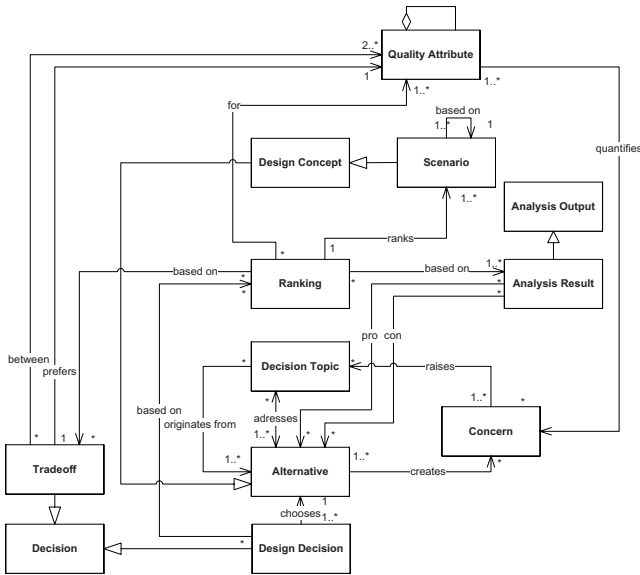 2..*
Quality Attribute
1
1..*
1..*
for
based on
1..*
1
quantifies
Design Concept
Scenario
1..*
Analysis Output
1
ranks
*
based on
*
*
Ranking
*
based on
1..*
*
*
Analysis Result
between
prefers
pro
con
*
Decision Topic
*
raises
*
based on
originates from
adresses
1..*
*
1..*
*
*
Concern
*
1
*
Tradeoff
1..*
Alternative
1..*
creates
*
1
chooses
1..*
Decision
*
Design Decision